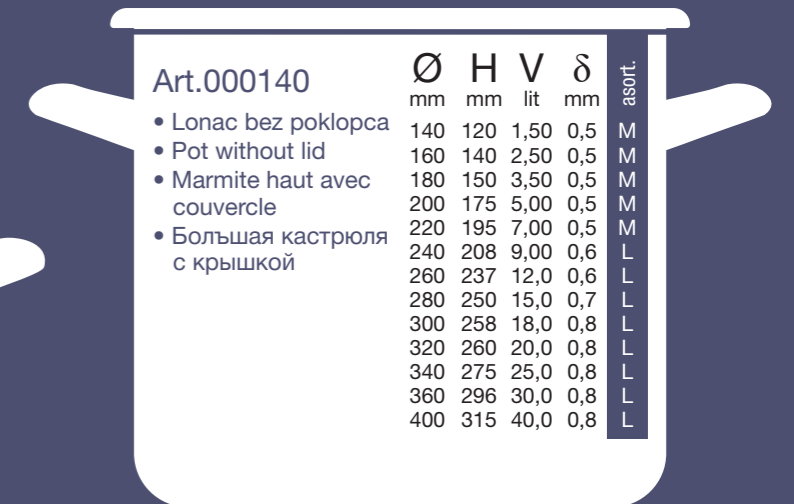 Art.000140
• Lonac bez poklopca
• Pot without lid
• Marmite haut avec
couvercle
• Болъшая кастрюля
с крышкой
Ø H V δ asort.
mm mm lit mm
140 120 1,50 0,5 M
160 140 2,50 0,5 M
180 150 3,50 0,5 M
200 175 5,00 0,5 M
220 195 7,00 0,5 M
240 208 9,00 0,6 L
260 237 12,0 0,6 L
280 250 15,0 0,7 L
300 258 18,0 0,8 L
320 260 20,0 0,8 L
340 275 25,0 0,8 L
360 296 30,0 0,8 L
400 315 40,0 0,8 L